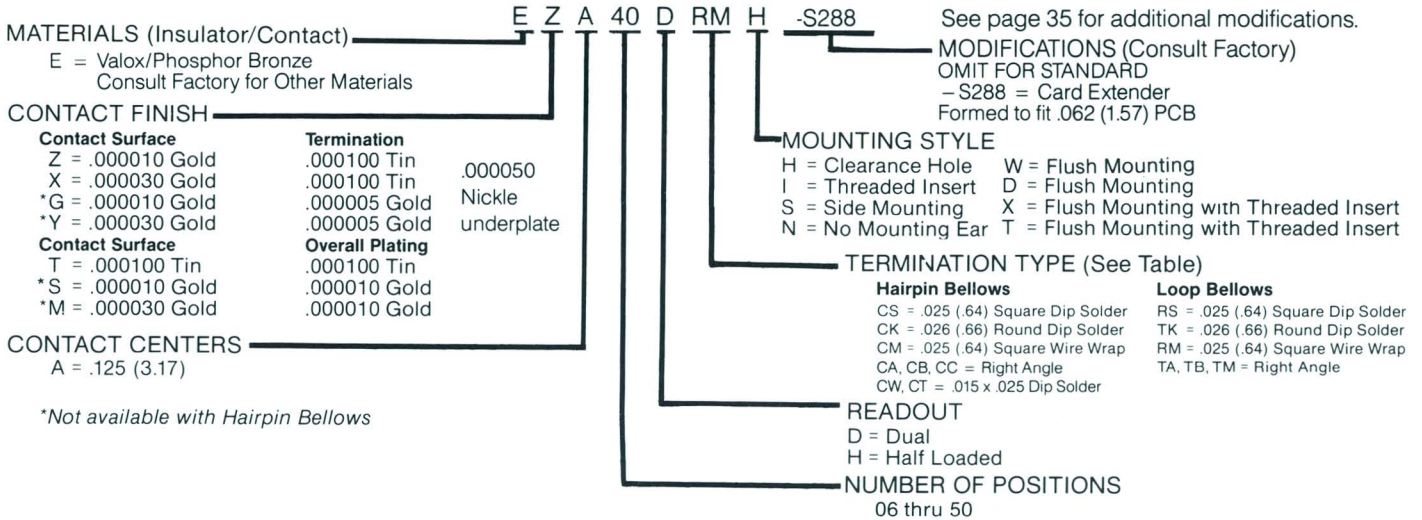 E Z A 40 D RM H -S288
See page 35 for additional modifications.
MATERIALS (Insulator/Contact)
E = Valox/Phosphor Bronze
Consult Factory for Other Materials
MODIFICATIONS (Consult Factory)
OMIT FOR STANDARD
– S288 = Card Extender
Formed to fit .062 (1.57) PCB
CONTACT FINISH
Contact Surface Termination
Z = .000010 Gold .000100 Tin
X = .000030 Gold .000100 Tin
*G = .000010 Gold .000005 Gold
*Y = .000030 Gold .000005 Gold
.000050
Nickle
underplate
Contact Surface Overall Plating
T = .000100 Tin .000100 Tin
*S = .000010 Gold .000010 Gold
*M = .000030 Gold .000010 Gold
MOUNTING STYLE
H = Clearance Hole W = Flush Mounting
I = Threaded Insert D = Flush Mounting
S = Side Mounting X = Flush Mounting with Threaded Insert
N = No Mounting Ear T = Flush Mounting with Threaded Insert
TERMINATION TYPE (See Table)
Hairpin Bellows Loop Bellows
CS = .025 (.64) Square Dip Solder RS = .025 (.64) Square Dip Solder
CK = .026 (.66) Round Dip Solder TK = .026 (.66) Round Dip Solder
CM = .025 (.64) Square Wire Wrap RM = .025 (.64) Square Wire Wrap
CA, CB, CC = Right Angle TA, TB, TM = Right Angle
CW, CT = .015 x .025 Dip Solder
CONTACT CENTERS
A = .125 (3.17)
*Not available with Hairpin Bellows
READOUT
D = Dual
H = Half Loaded
NUMBER OF POSITIONS
06 thru 50